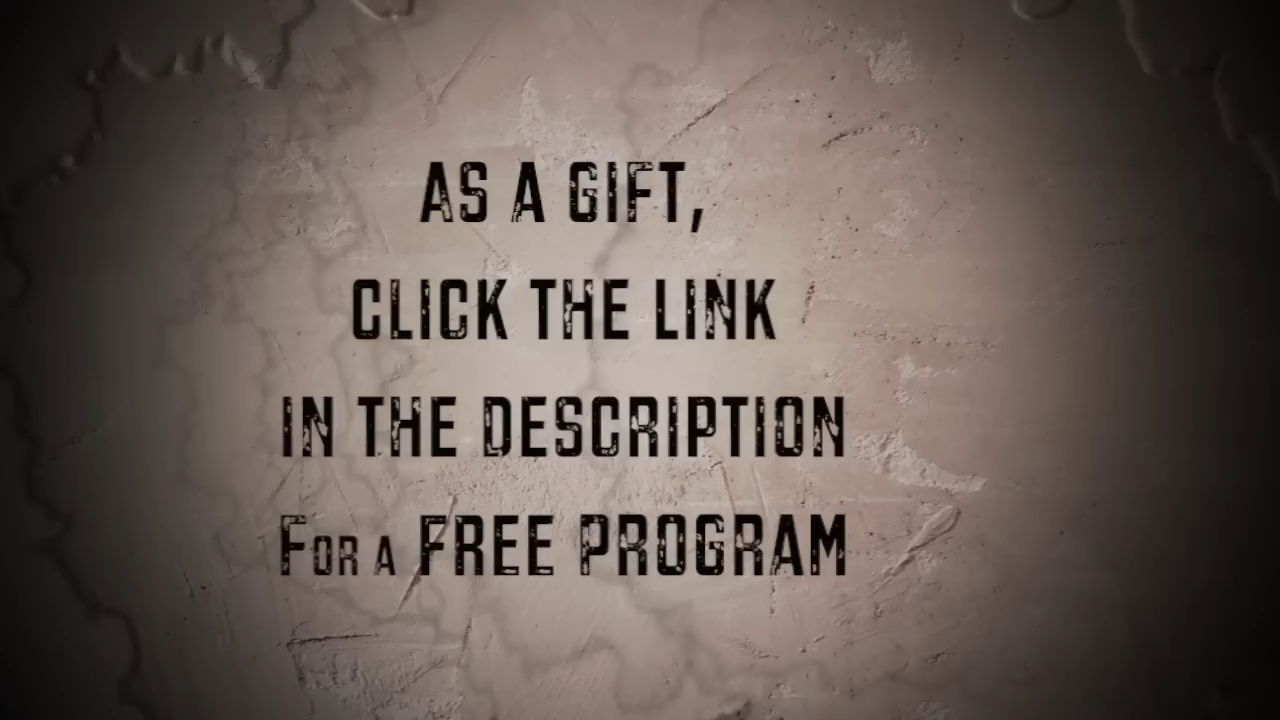 AS A GIFT,
CLICK THE LINK
IN THE DESCRIPTION
FOR A FREE PROGRAM